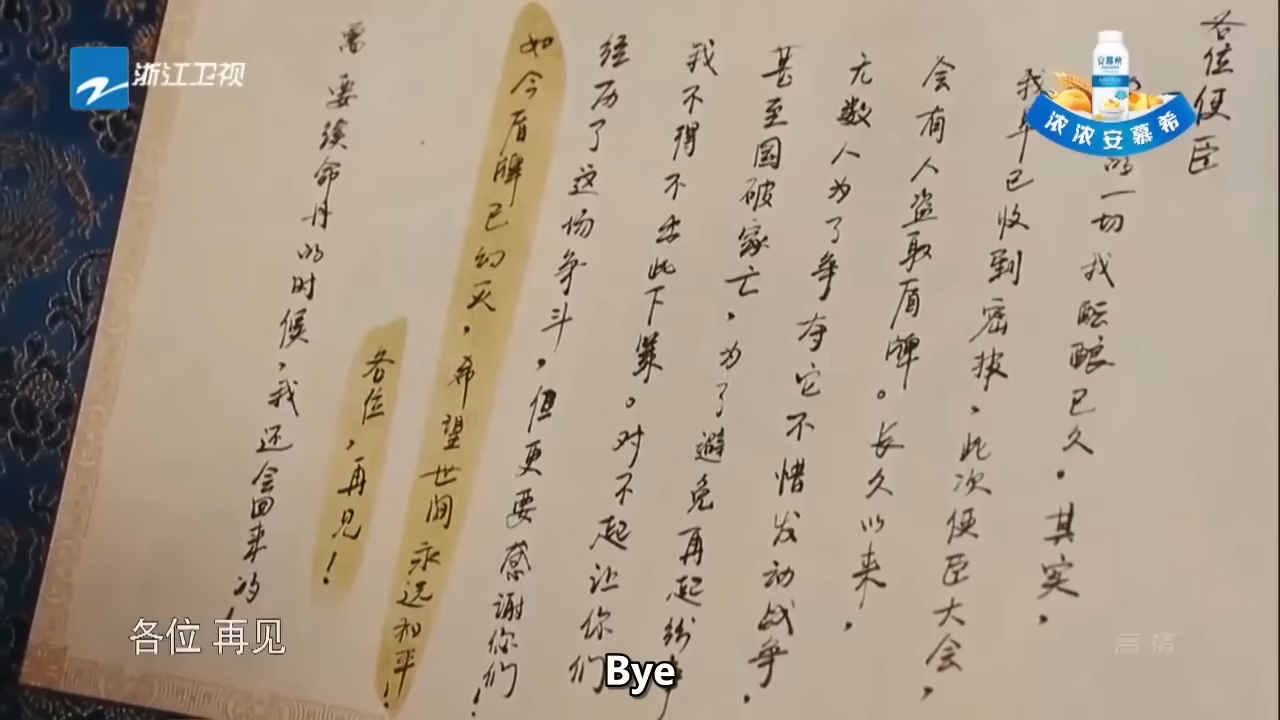 浙江卫视
安慕希
浓浓安慕希
各位使臣
的一切我酝酿已久。其实,
我早已收到密报,此次使臣大会,
会有人盗取盾牌。长久以来,
无数人为了争夺它不惜发动战争,
甚至国破家亡,为了避免再起纷
我不得不出此下策。对不起让你们
经历了这场争斗,但更要感谢你们!
如今盾牌已幻灭,希望世间永远和平!
各位,再见!
需要续命丹的时候,我还会回来的!
各位 再见
Bye
高清